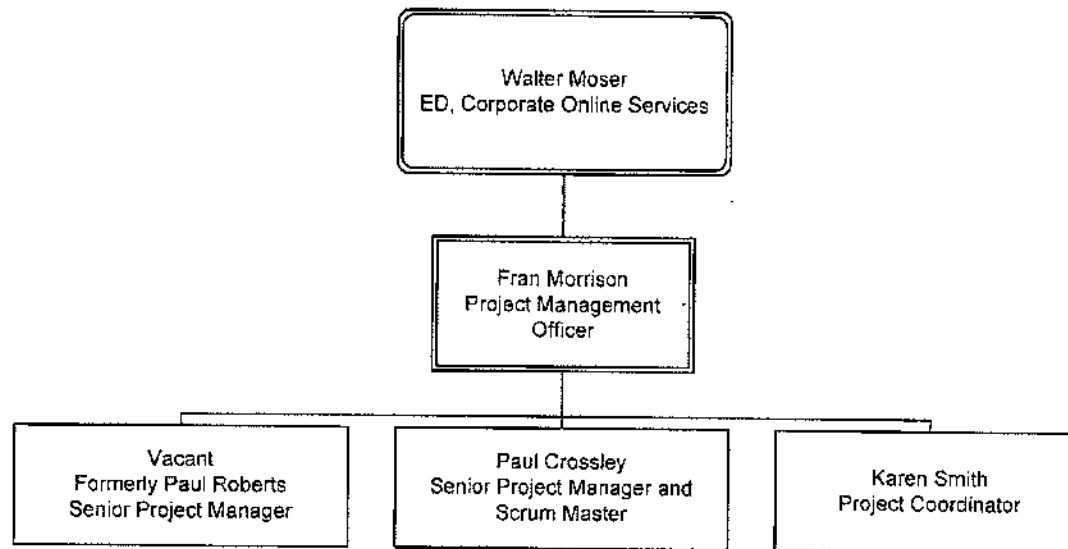 Walter Moser
ED, Corporate Online Services
Fran Morrison
Project Management
Officer
Vacant
Formerly Paul Roberts
Senior Project Manager
Paul Crossley
Senior Project Manager and
Scrum Master
Karen Smith
Project Coordinator